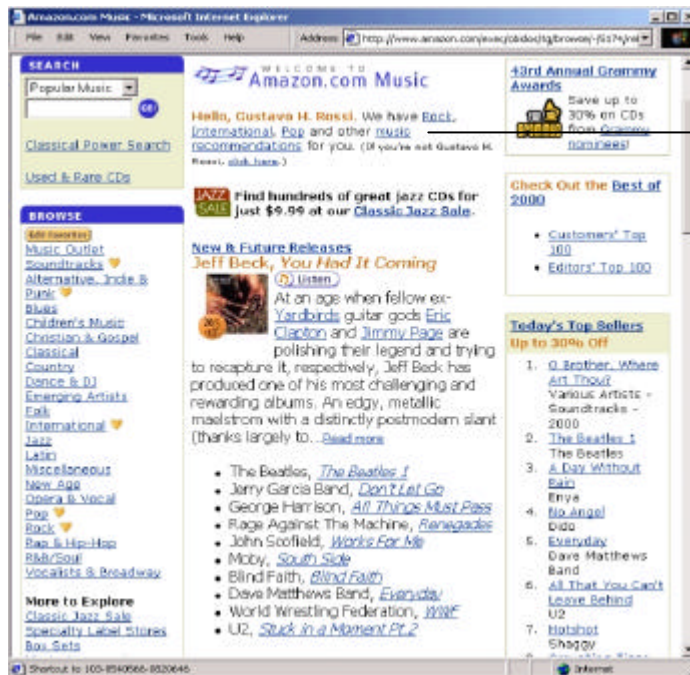 Amazon.com Music - Microsoft Internet Explorer
File Edit View Favorites Tools Help Address http://www.amazon.com/exec/obidos/tg/browse/-/5174/
SEARCH
Popular Music
GO!
Classical Power Search
Used & Rare CDs
BROWSE
Edit Favorites
Music Outlet
Soundtracks
Alternative, Indie &
Punk
Blues
Children's Music
Christian & Gospel
Classical
Country
Dance & DJ
Emerging Artists
Folk
International
Jazz
Latin
Miscellaneous
New Age
Opera & Vocal
Pop
Rock
Rap & Hip-Hop
R&B/Soul
Vocalists & Broadway
More to Explore
Classic Jazz Sale
Specialty Label Stores
Box Sets
WELCOME TO
Amazon.com Music
Hello, Gustavo H. Rossi. We have Rock,
International, Pop and other music
recommendations for you. (If you're not Gustavo H.
Rossi, click here.)
JAZZ SALE
Find hundreds of great jazz CDs for
just $9.99 at our Classic Jazz Sale.
New & Future Releases
Jeff Beck, You Had It Coming
Listen
At an age when fellow ex-
Yardbirds guitar gods Eric
Clapton and Jimmy Page are
polishing their legend and trying
to recapture it, respectively, Jeff Beck has
produced one of his most challenging and
rewarding albums. An edgy, metallic
maelstrom with a distinctly postmodern slant
(thanks largely to...Read more
• The Beatles, The Beatles 1
• Jerry Garcia Band, Don't Let Go
• George Harrison, All Things Must Pass
• Rage Against The Machine, Renegades
• John Scofield, Works For Me
• Moby, South Side
• Blind Faith, Blind Faith
• Dave Matthews Band, Everyday
• World Wrestling Federation, WWF
• U2, Stuck in a Moment Pt.2
43rd Annual Grammy
Awards
Save up to
30% on CDs
from Grammy
nominees!
Check Out the Best of
2000
• Customers' Top
100
• Editors' Top 100
Today's Top Sellers
Up to 30% Off
1. O Brother, Where
Art Thou?
Various Artists -
Soundtracks -
2000
2. The Beatles 1
The Beatles
3. A Day Without
Rain
Enya
4. No Angel
Dido
5. Everyday
Dave Matthews
Band
6. All That You Can't
Leave Behind
U2
7. Hotshot
Shaggy
Shortcut to 103-8540566-0820646
Internet